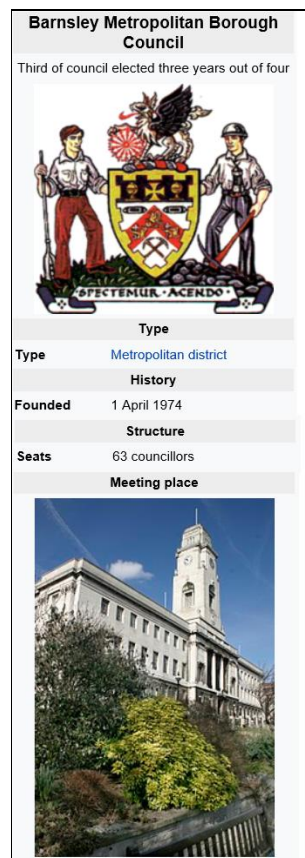 Barnsley Metropolitan Borough
Council
Third of council elected three years out of four
SPECTEMUR · AGENDO
Type
Type Metropolitan district
History
Founded 1 April 1974
Structure
Seats 63 councillors
Meeting place